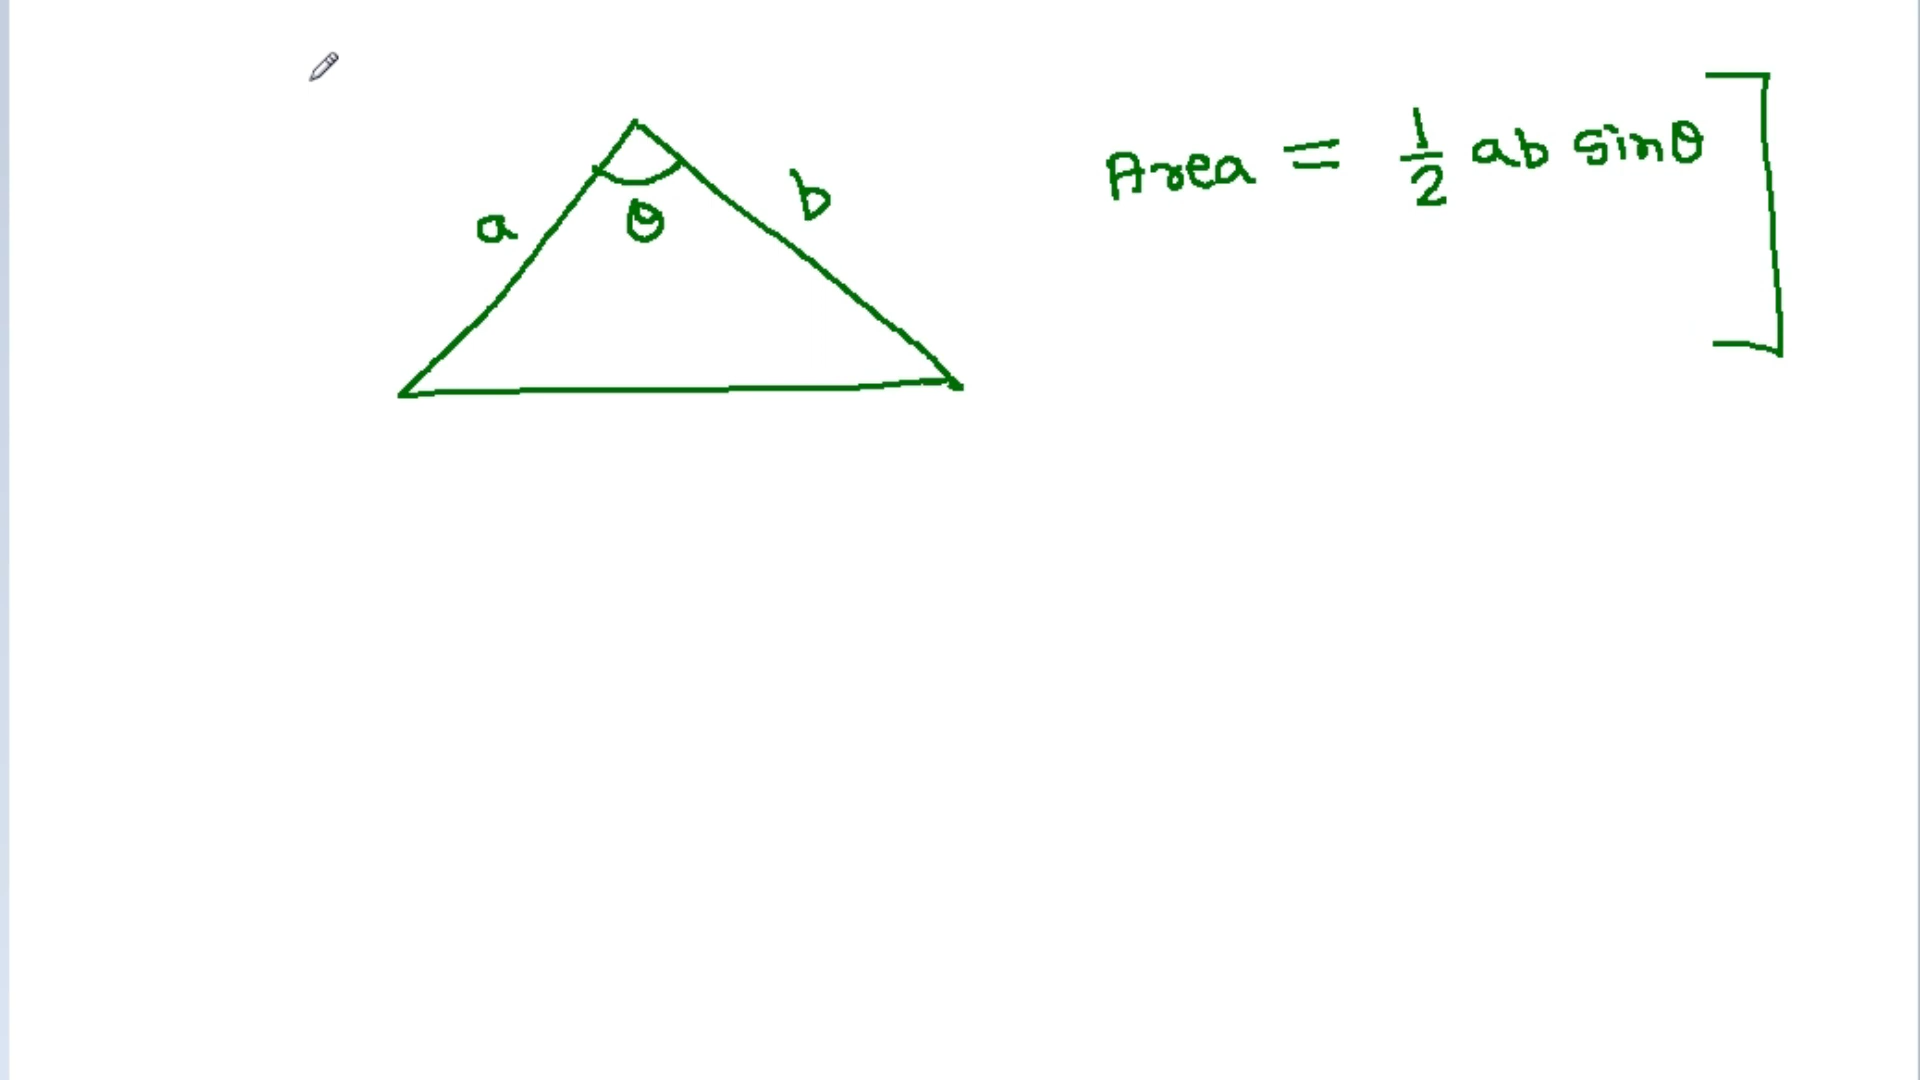 a
θ
b
Area = 1/2 ab sinθ